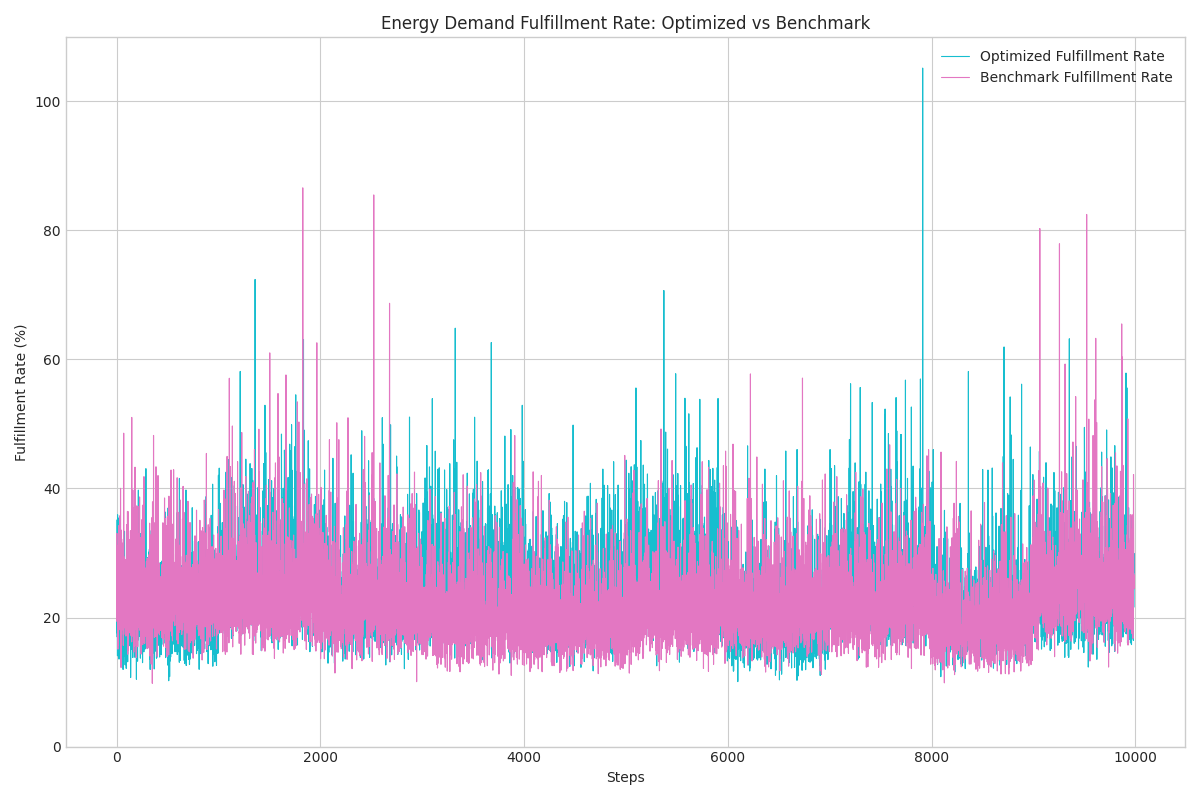 Energy Demand Fulfillment Rate: Optimized vs Benchmark
Optimized Fulfillment Rate
Benchmark Fulfillment Rate
Fulfillment Rate (%)
100
80
60
40
20
0
0 2000 4000 6000 8000 10000
Steps